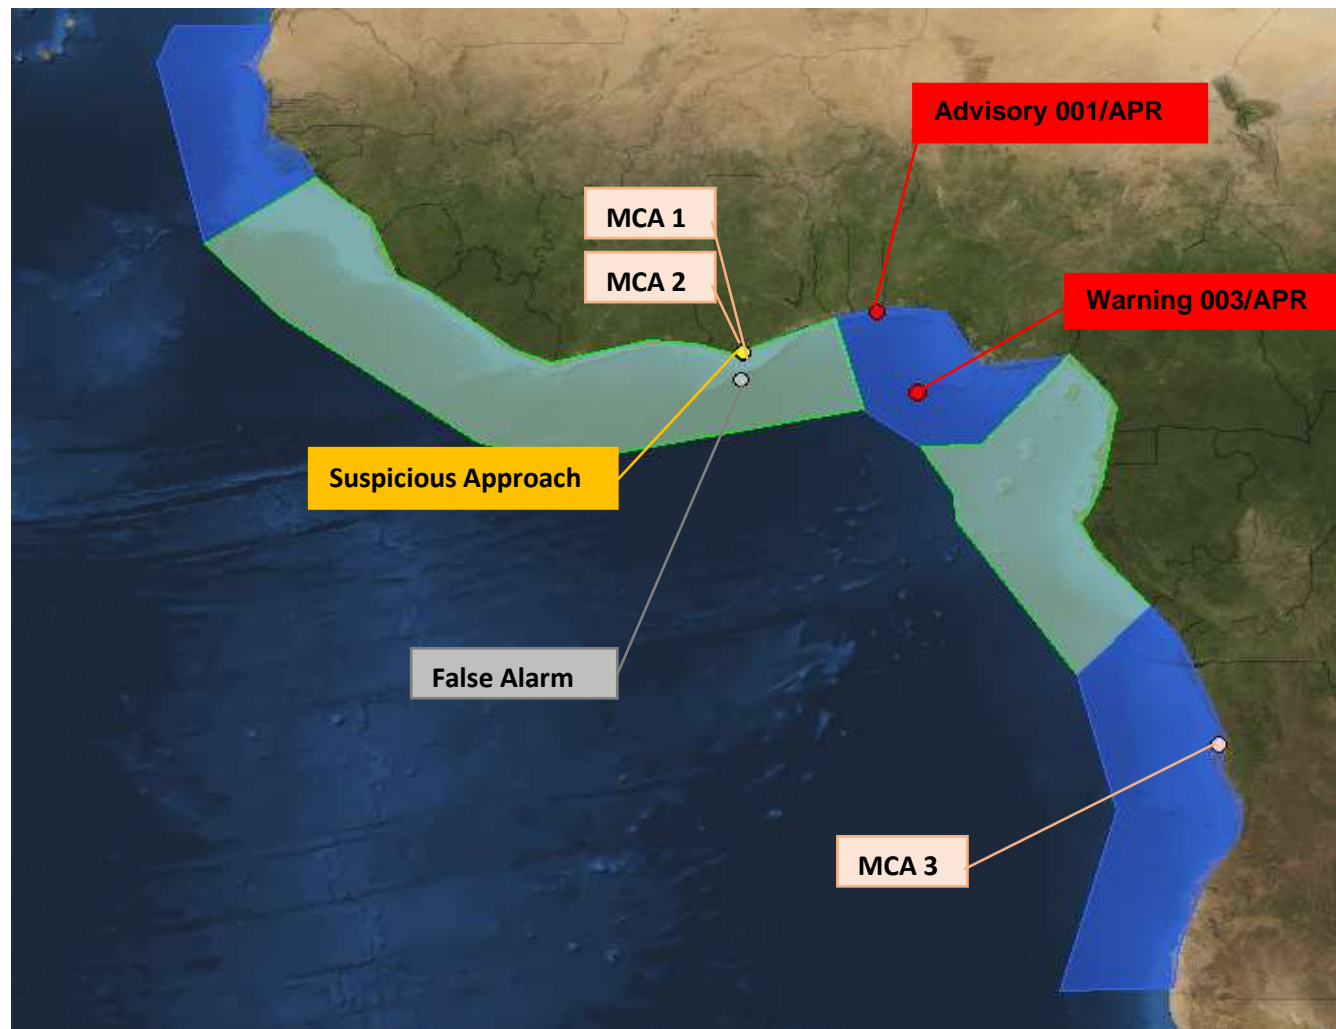 Advisory 001/APR
MCA 1
MCA 2
Warning 003/APR
Suspicious Approach
False Alarm
MCA 3